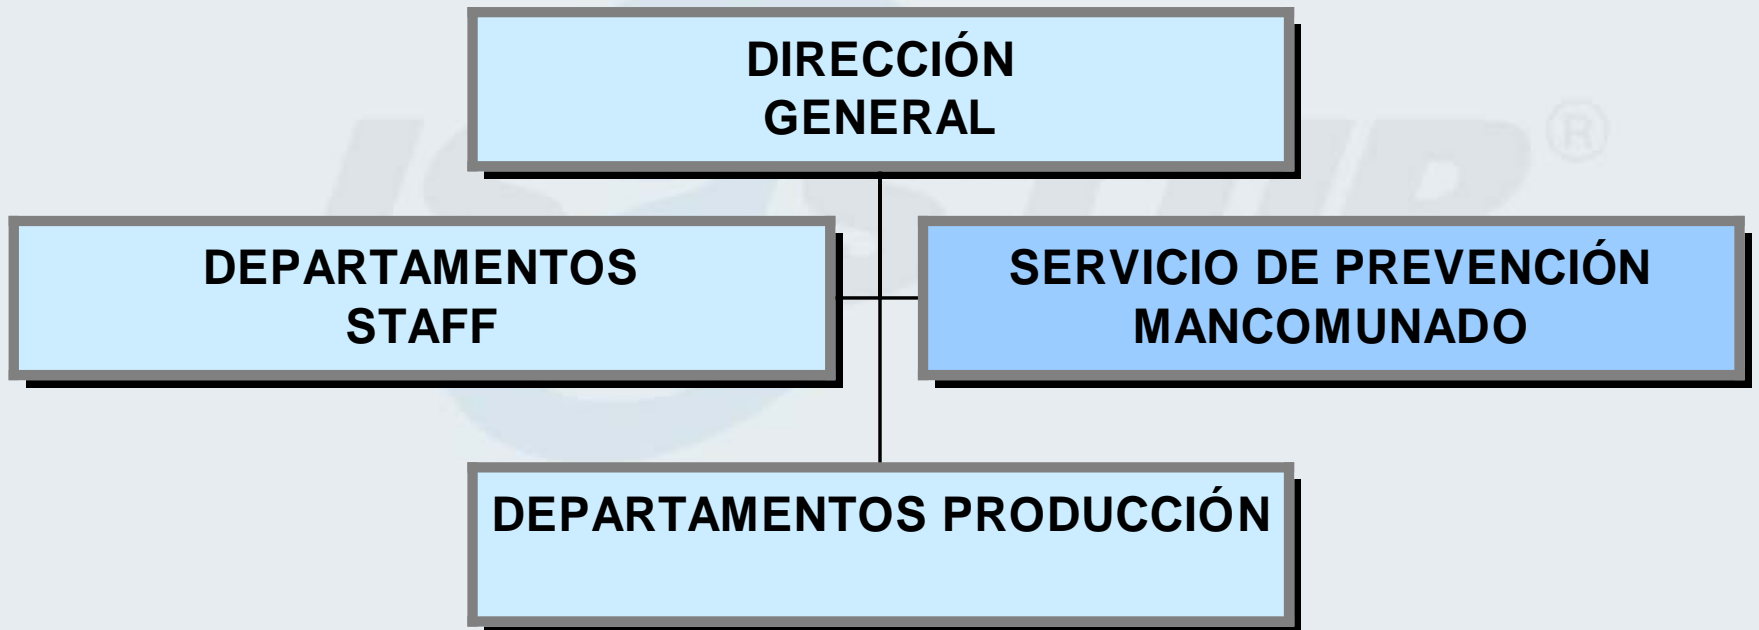 DIRECCIÓN
GENERAL
DEPARTAMENTOS
STAFF
SERVICIO DE PREVENCIÓN
MANCOMUNADO
DEPARTAMENTOS PRODUCCIÓN